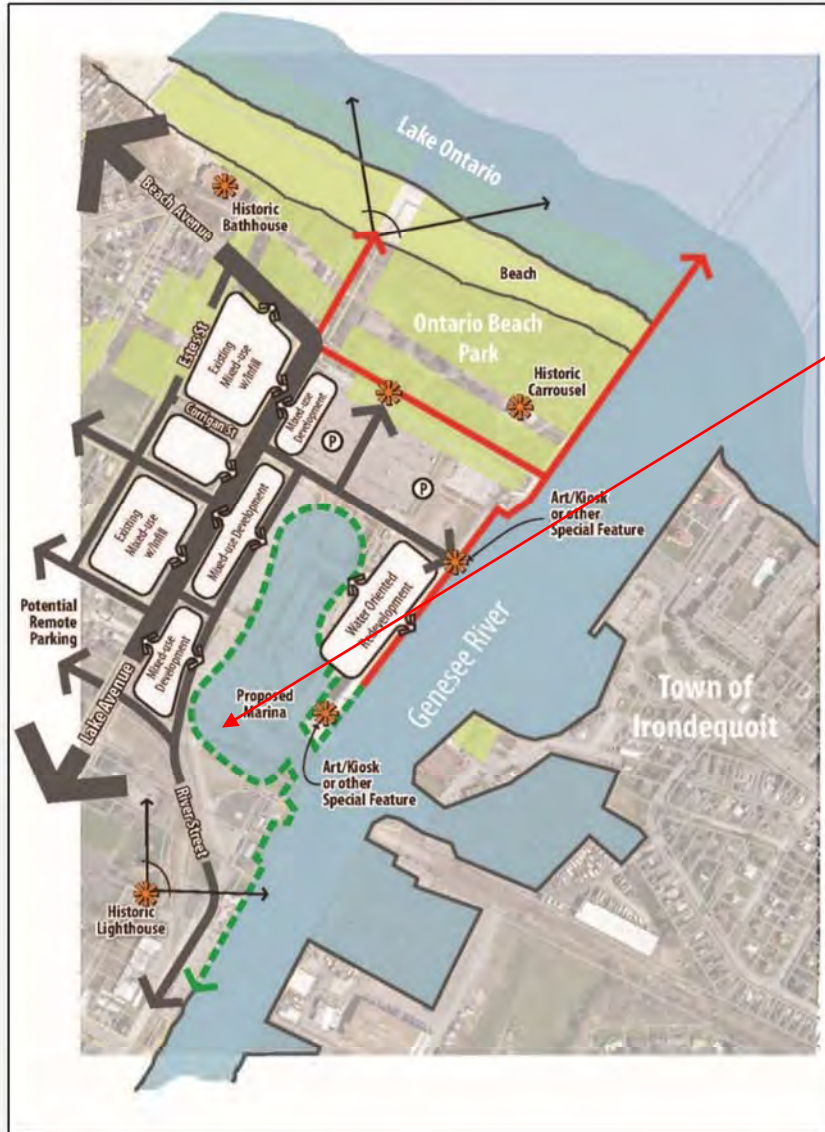 Lake Ontario
Beach Avenue
Historic
Bathhouse
Beach
Ontario Beach
Park
Estes St
Existing
Mixed-use
w/Infill
Historic
Carrousel
Mixed-use
Development
Corrigan St
P
P
Art/Kiosk
or other
Special Feature
Existing
Mixed-use
w/Infill
Mixed-use Development
Water Oriented
Redevelopment
Potential
Remote
Parking
Genesee River
Mixed-use
Development
Proposed
Marina
Town of
Irondequoit
Lake Avenue
Art/Kiosk
or other
Special Feature
River Street
Historic
Lighthouse